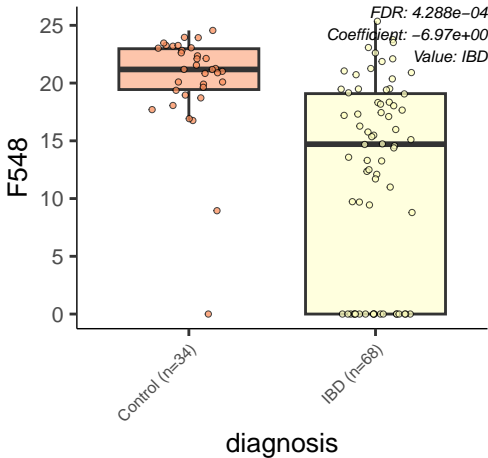 FDR: 4.288e−04
Coefficient: −6.97e+00
Value: IBD
F548
25
20
15
10
5
0
Control (n=34)
IBD (n=68)
diagnosis